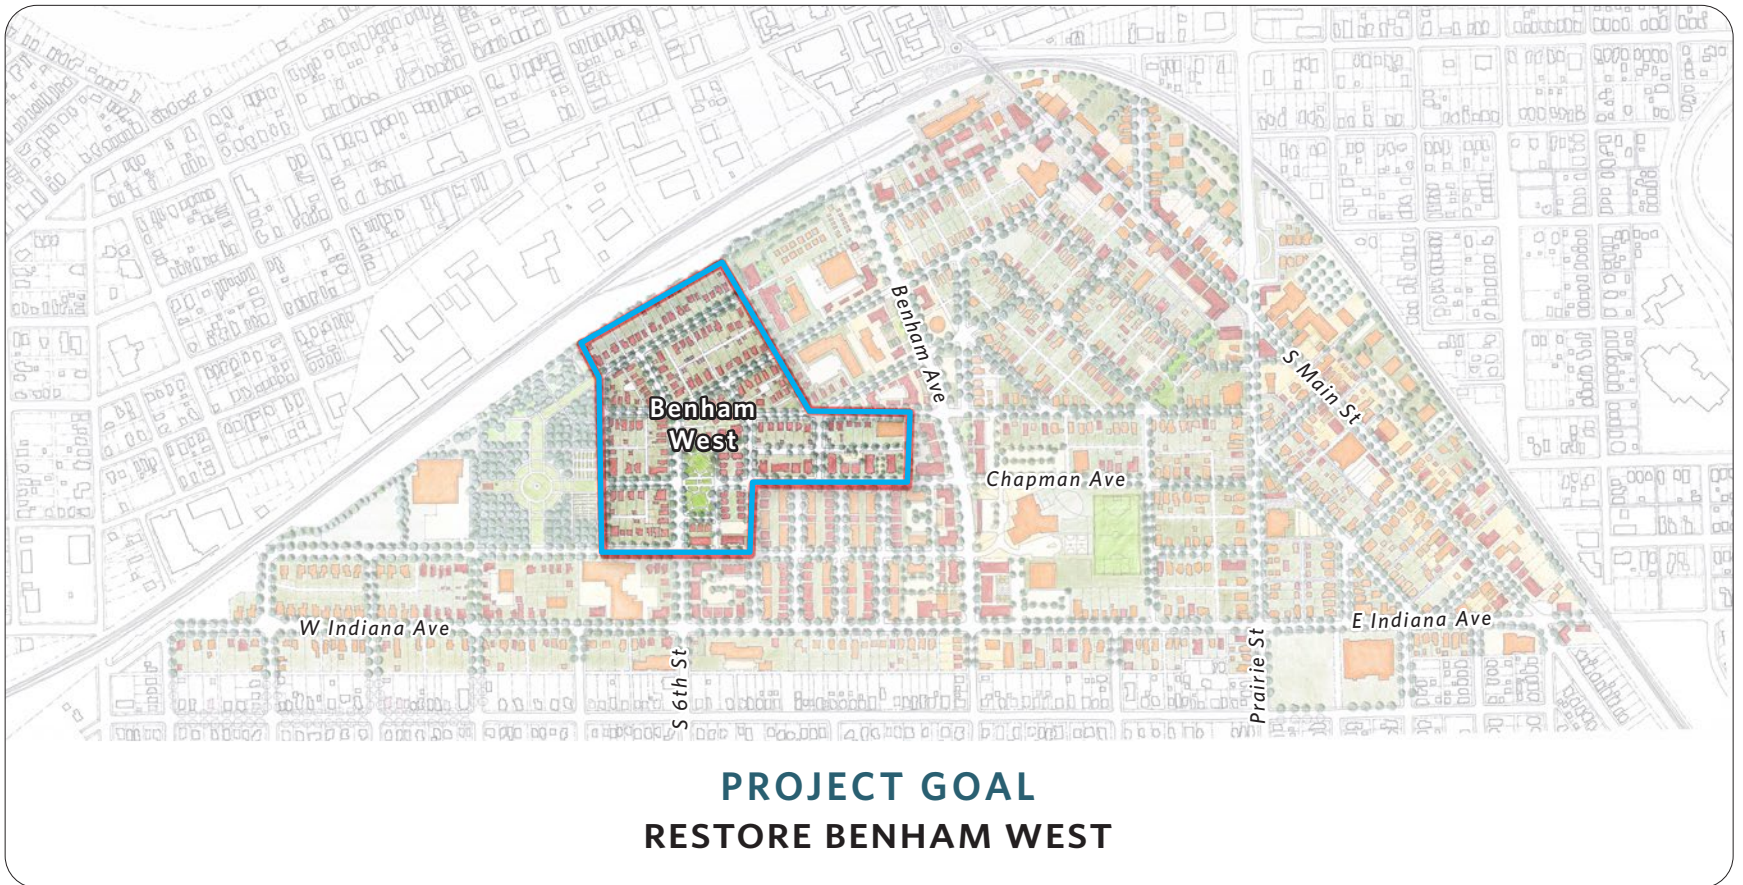 Benham Ave
Benham
West
S Main St
Chapman Ave
W Indiana Ave
E Indiana Ave
S 6th St
Prairie St
PROJECT GOAL
RESTORE BENHAM WEST